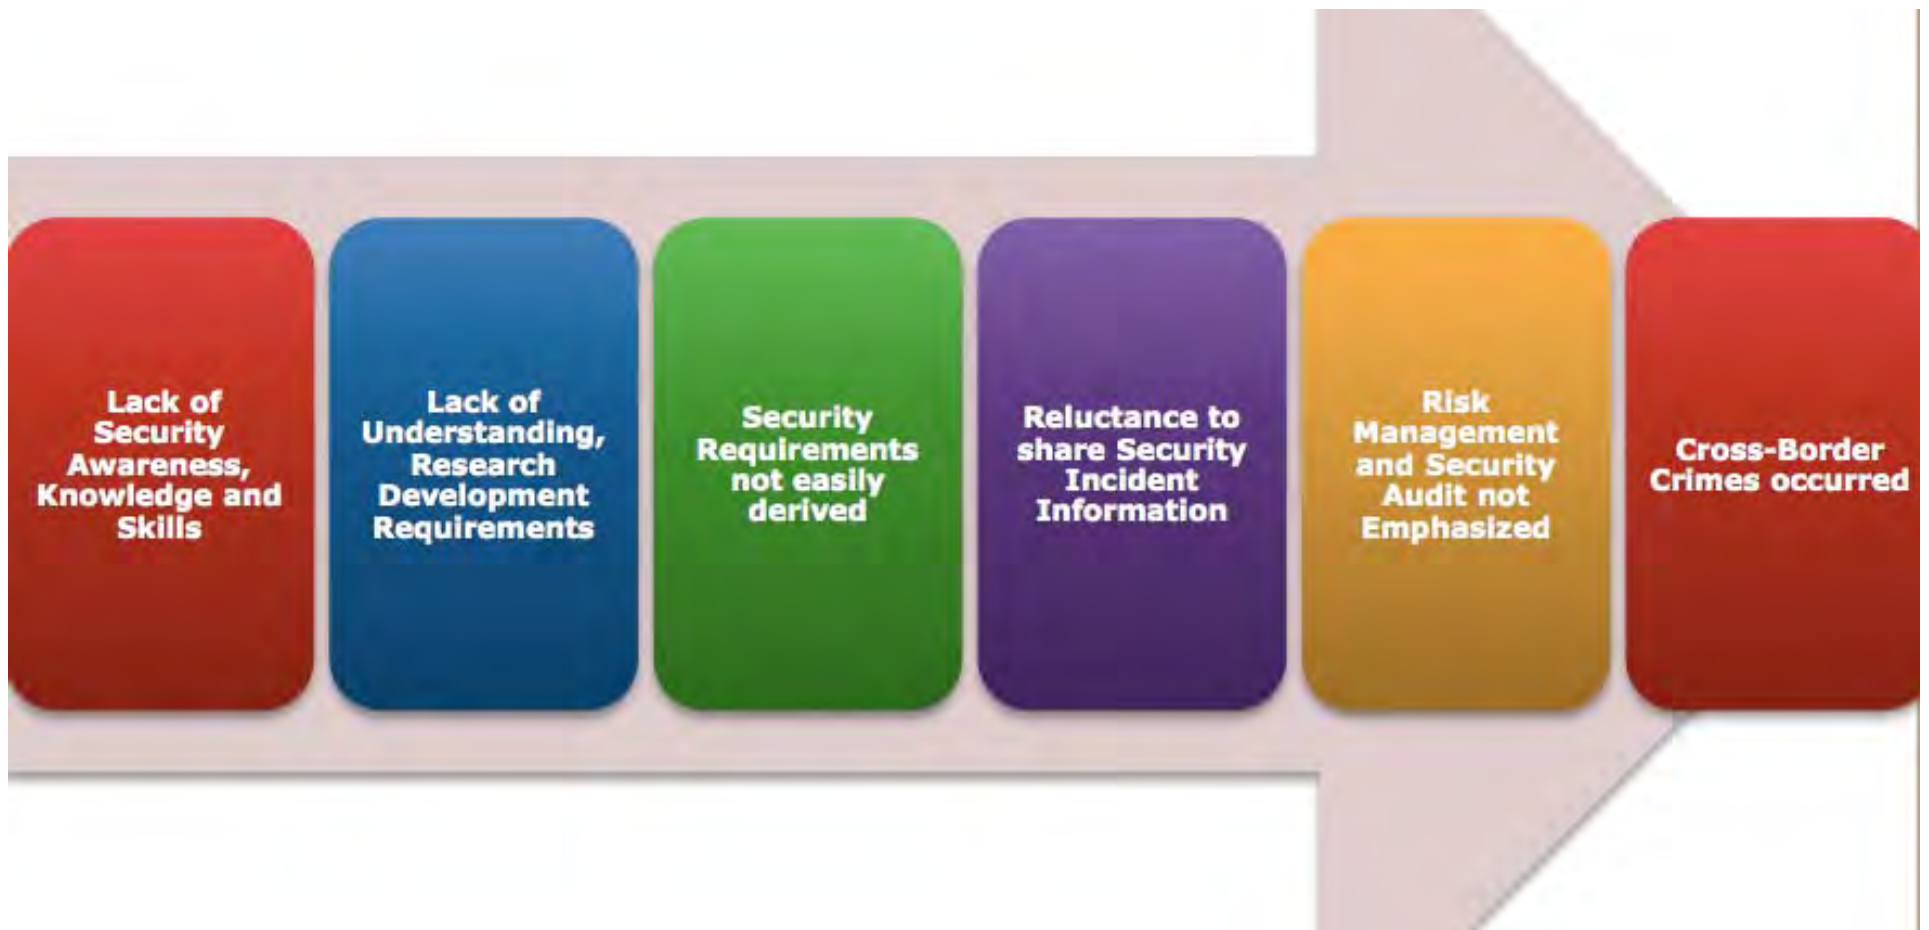 Lack of
Security
Awareness,
Knowledge and
Skills
Lack of
Understanding,
Research
Development
Requirements
Security
Requirements
not easily
derived
Reluctance to
share Security
Incident
Information
Risk
Management
and Security
Audit not
Emphasized
Cross-Border
Crimes occurred